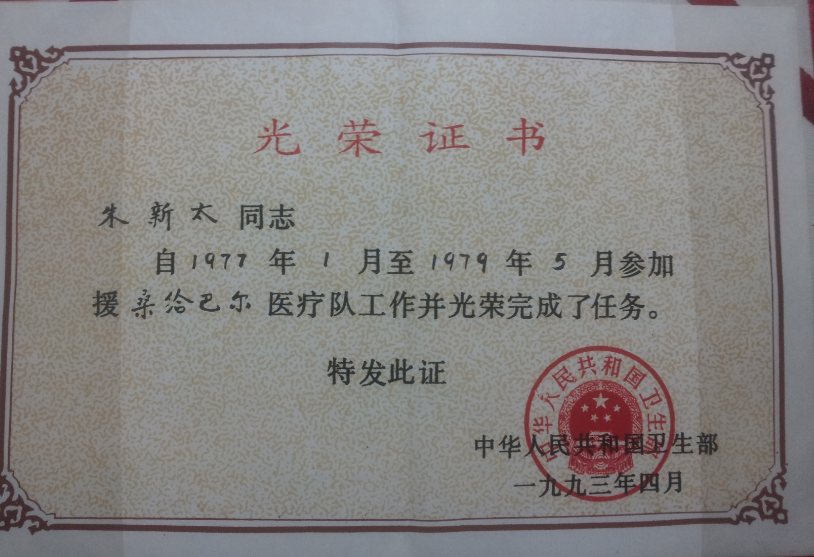 光荣证书
朱新太同志
自1977年1月至1979年5月参加
援桑给巴尔医疗队工作并光荣完成了任务。
特发此证
中华人民共和国卫生部
中华人民共和国卫生部
一九九三年四月